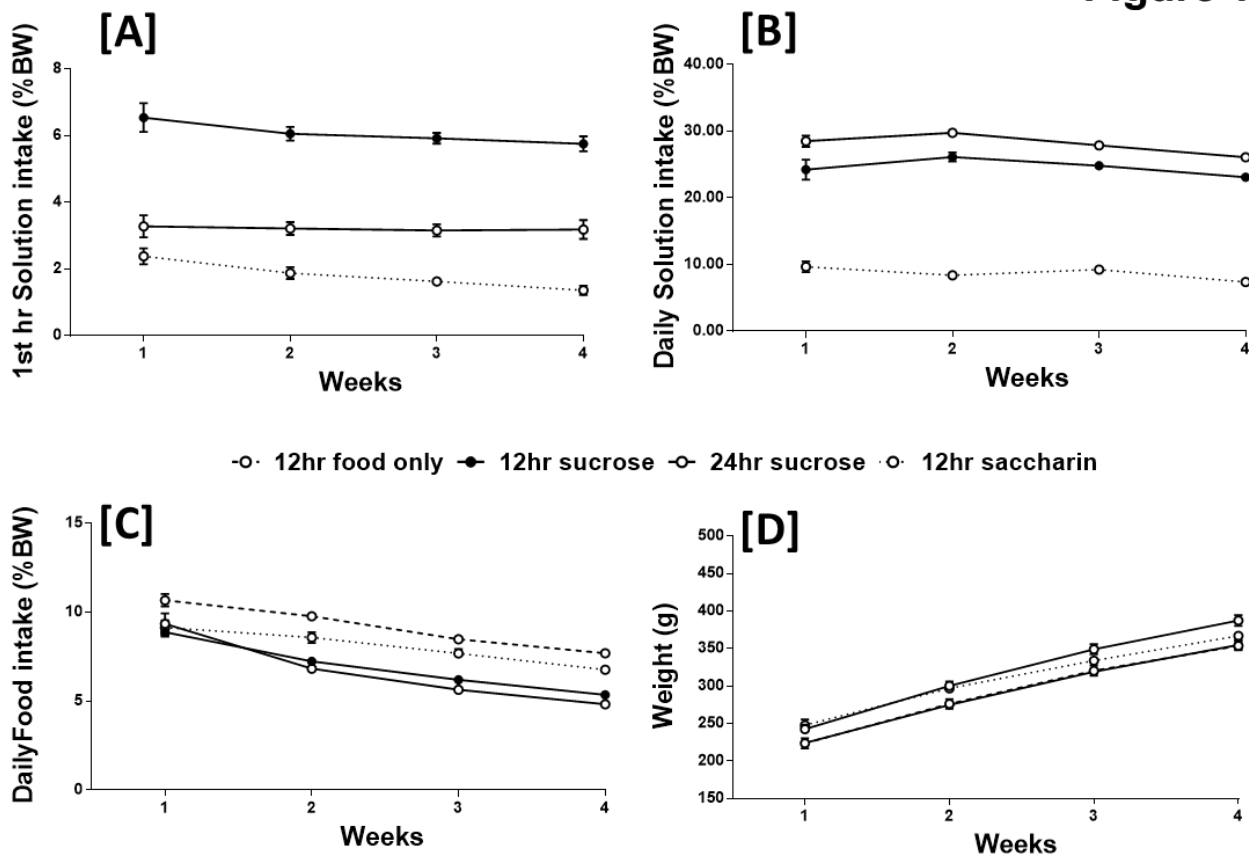 [A]
1st hr Solution intake (%BW)
8
6
4
2
0
1
2
3
4
Weeks
[B]
Daily Solution intake (%BW)
40.00
30.00
20.00
10.00
0.00
1
2
3
4
Weeks
12hr food only 12hr sucrose 24hr sucrose 12hr saccharin
[C]
DailyFood intake (%BW)
15
10
5
0
1
2
3
4
Weeks
[D]
Weight (g)
500
450
400
350
300
250
200
150
1
2
3
4
Weeks